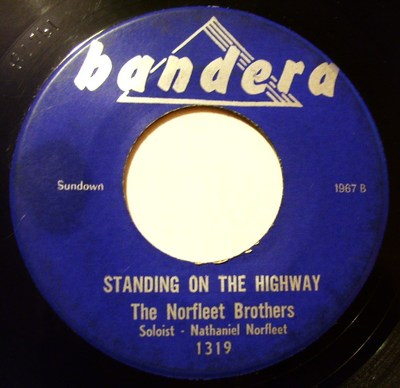 bandera
Sundown
1967 B
STANDING ON THE HIGHWAY
The Norfleet Brothers
Soloist - Nathaniel Norfleet
1319